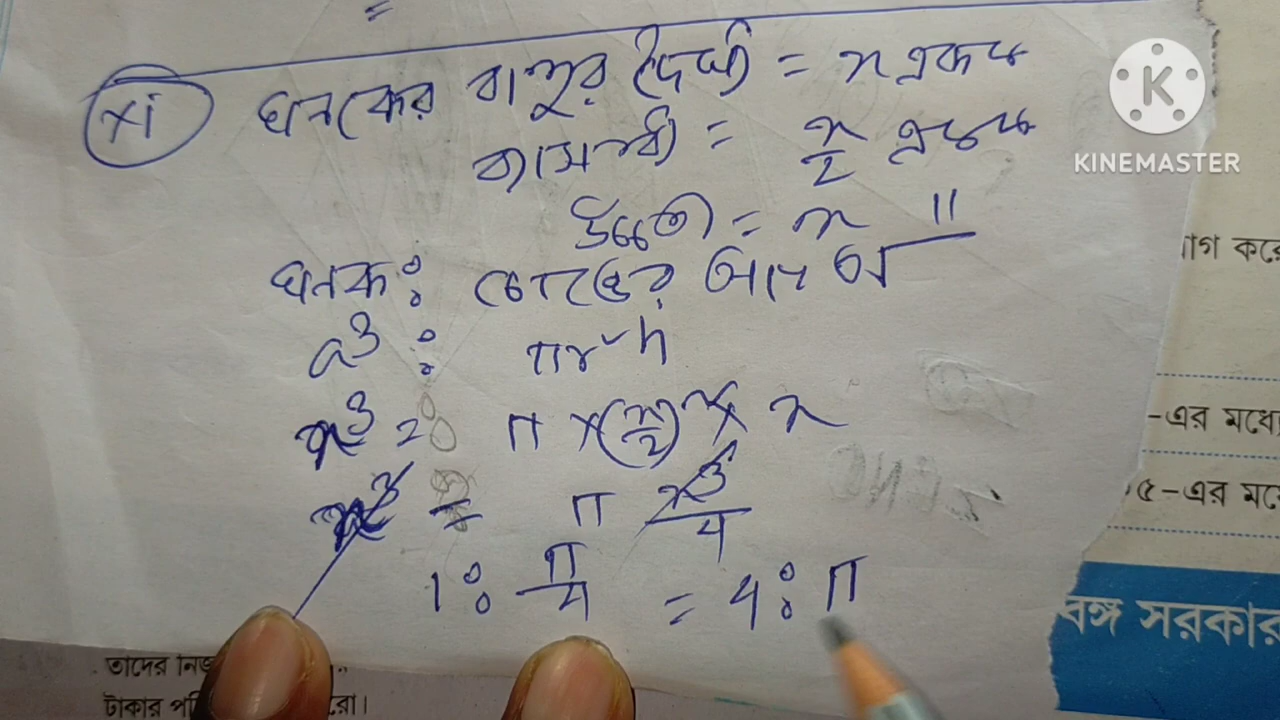 xi ঘনকের বাহুর দৈর্ঘ্য = x একক
ব্যাসার্ধ = x/2 একক
উচ্চতা = x "
ঘনক : চোঙের আয়তন
a³ : πr²h
x³ : π × (x/2)² × x
x³ : π x³/4
1 : π/4 = 4 : π
KINEMASTER
যাগ করে
-এর মধ্যে
৫-এর মধ্যে
বঙ্গ সরকার
তাদের নিজ
টাকার পরি
রো।